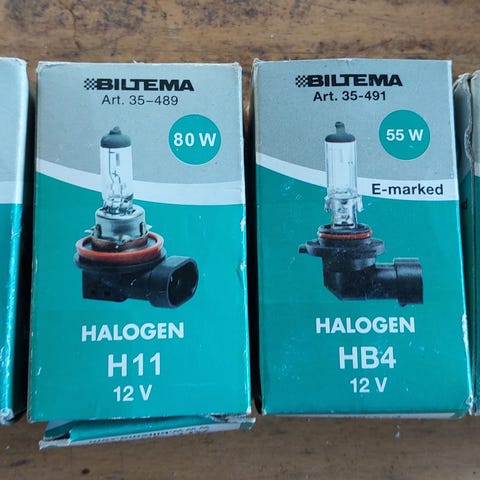 BILTEMA
Art. 35-489
80 W
HALOGEN
H11
12 V
BILTEMA
Art. 35-491
55 W
E-marked
HALOGEN
HB4
12 V